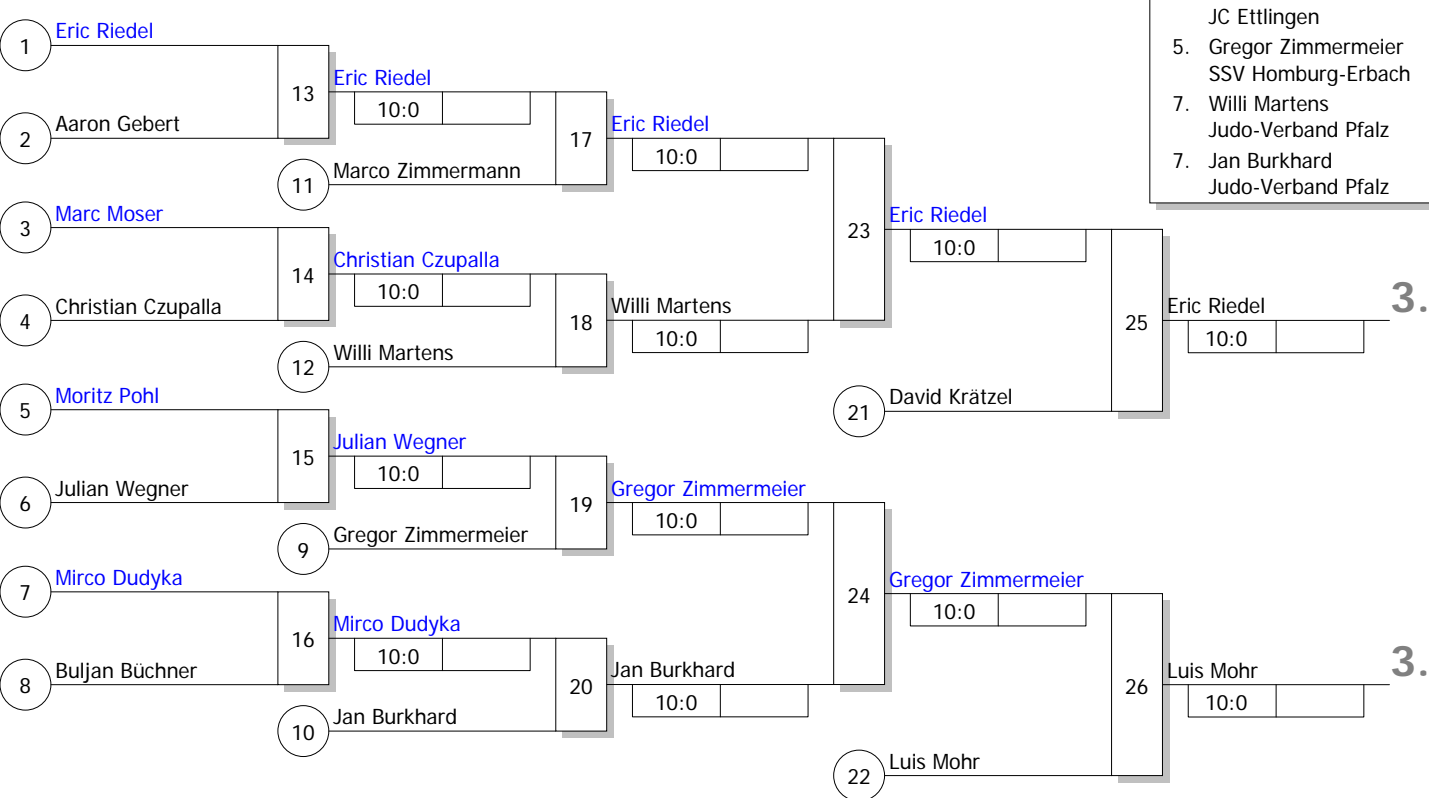 JC Ettlingen
5. Gregor Zimmermeier
SSV Homburg-Erbach
7. Willi Martens
Judo-Verband Pfalz
7. Jan Burkhard
Judo-Verband Pfalz
1 Eric Riedel
13 Eric Riedel
10:0
2 Aaron Gebert
17 Eric Riedel
10:0
11 Marco Zimmermann
3 Marc Moser
23 Eric Riedel
10:0
14 Christian Czupalla
10:0
4 Christian Czupalla
18 Willi Martens
10:0
12 Willi Martens
25 Eric Riedel 3.
10:0
5 Moritz Pohl
21 David Krätzel
15 Julian Wegner
10:0
6 Julian Wegner
19 Gregor Zimmermeier
10:0
9 Gregor Zimmermeier
7 Mirco Dudyka
24 Gregor Zimmermeier
10:0
16 Mirco Dudyka
10:0
8 Buljan Büchner
20 Jan Burkhard
10:0
26 Luis Mohr 3.
10:0
10 Jan Burkhard
22 Luis Mohr